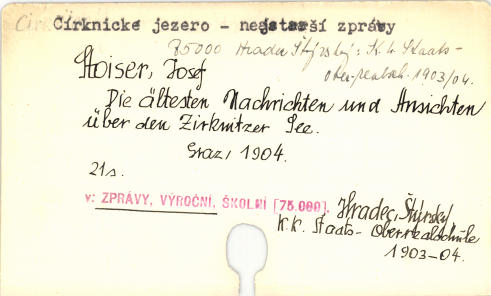 Cirknické jezero - nejstarší zprávy
75000 Hradec Štýrský: K. k. Staats-
ober-realsch. 1903/04.
Stoiser, Josef
Die ältesten Nachrichten und Ansichten
über den Zirknitzer See.
Graz, 1904.
21s.
v: ZPRÁVY, VÝROČNÍ, ŠKOLNÍ [75.000], Hradec, Štýrský
K.K. Staats-Oberrealschule
1903-04.